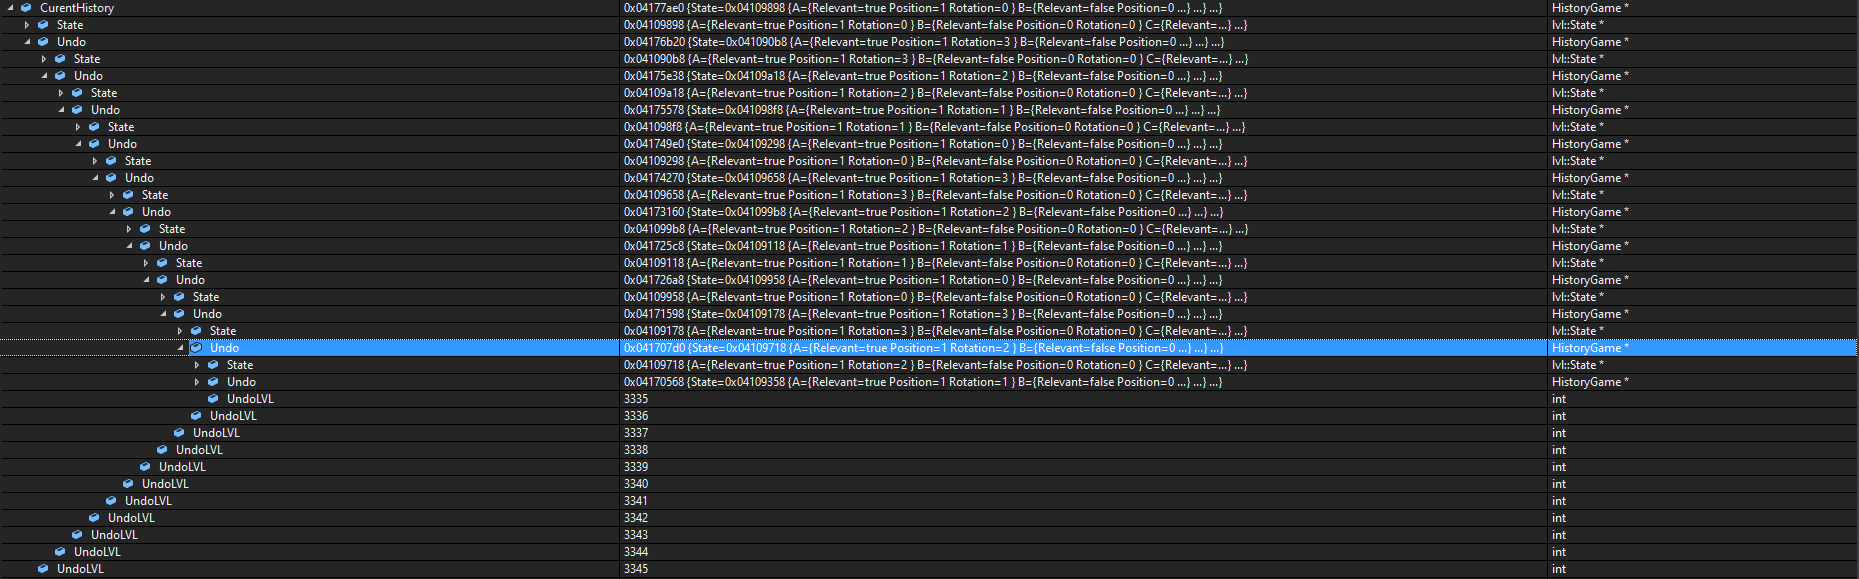 CurentHistory 0x04177ae0 {State=0x04109898 {A={Relevant=true Position=1 Rotation=0 } B={Relevant=false Position=0 ...} ...} ...} HistoryGame *
State 0x04109898 {A={Relevant=true Position=1 Rotation=0 } B={Relevant=false Position=0 Rotation=0 } C={Relevant=...} ...} lvl::State *
Undo 0x04176b20 {State=0x041090b8 {A={Relevant=true Position=1 Rotation=3 } B={Relevant=false Position=0 ...} ...} ...} HistoryGame *
State 0x041090b8 {A={Relevant=true Position=1 Rotation=3 } B={Relevant=false Position=0 Rotation=0 } C={Relevant=...} ...} lvl::State *
Undo 0x04175e38 {State=0x04109a18 {A={Relevant=true Position=1 Rotation=2 } B={Relevant=false Position=0 ...} ...} ...} HistoryGame *
State 0x04109a18 {A={Relevant=true Position=1 Rotation=2 } B={Relevant=false Position=0 Rotation=0 } C={Relevant=...} ...} lvl::State *
Undo 0x04175578 {State=0x041098f8 {A={Relevant=true Position=1 Rotation=1 } B={Relevant=false Position=0 ...} ...} ...} HistoryGame *
State 0x041098f8 {A={Relevant=true Position=1 Rotation=1 } B={Relevant=false Position=0 Rotation=0 } C={Relevant=...} ...} lvl::State *
Undo 0x041749e0 {State=0x04109298 {A={Relevant=true Position=1 Rotation=0 } B={Relevant=false Position=0 ...} ...} ...} HistoryGame *
State 0x04109298 {A={Relevant=true Position=1 Rotation=0 } B={Relevant=false Position=0 Rotation=0 } C={Relevant=...} ...} lvl::State *
Undo 0x04174270 {State=0x04109658 {A={Relevant=true Position=1 Rotation=3 } B={Relevant=false Position=0 ...} ...} ...} HistoryGame *
State 0x04109658 {A={Relevant=true Position=1 Rotation=3 } B={Relevant=false Position=0 Rotation=0 } C={Relevant=...} ...} lvl::State *
Undo 0x04173160 {State=0x041099b8 {A={Relevant=true Position=1 Rotation=2 } B={Relevant=false Position=0 ...} ...} ...} HistoryGame *
State 0x041099b8 {A={Relevant=true Position=1 Rotation=2 } B={Relevant=false Position=0 Rotation=0 } C={Relevant=...} ...} lvl::State *
Undo 0x041725c8 {State=0x04109118 {A={Relevant=true Position=1 Rotation=1 } B={Relevant=false Position=0 ...} ...} ...} HistoryGame *
State 0x04109118 {A={Relevant=true Position=1 Rotation=1 } B={Relevant=false Position=0 Rotation=0 } C={Relevant=...} ...} lvl::State *
Undo 0x041726a8 {State=0x04109958 {A={Relevant=true Position=1 Rotation=0 } B={Relevant=false Position=0 ...} ...} ...} HistoryGame *
State 0x04109958 {A={Relevant=true Position=1 Rotation=0 } B={Relevant=false Position=0 Rotation=0 } C={Relevant=...} ...} lvl::State *
Undo 0x04171598 {State=0x04109178 {A={Relevant=true Position=1 Rotation=3 } B={Relevant=false Position=0 ...} ...} ...} HistoryGame *
State 0x04109178 {A={Relevant=true Position=1 Rotation=3 } B={Relevant=false Position=0 Rotation=0 } C={Relevant=...} ...} lvl::State *
Undo 0x041707d0 {State=0x04109718 {A={Relevant=true Position=1 Rotation=2 } B={Relevant=false Position=0 ...} ...} ...} HistoryGame *
State 0x04109718 {A={Relevant=true Position=1 Rotation=2 } B={Relevant=false Position=0 Rotation=0 } C={Relevant=...} ...} lvl::State *
Undo 0x04170568 {State=0x04109358 {A={Relevant=true Position=1 Rotation=1 } B={Relevant=false Position=0 ...} ...} ...} HistoryGame *
UndoLVL 3335 int
UndoLVL 3336 int
UndoLVL 3337 int
UndoLVL 3338 int
UndoLVL 3339 int
UndoLVL 3340 int
UndoLVL 3341 int
UndoLVL 3342 int
UndoLVL 3343 int
UndoLVL 3344 int
UndoLVL 3345 int